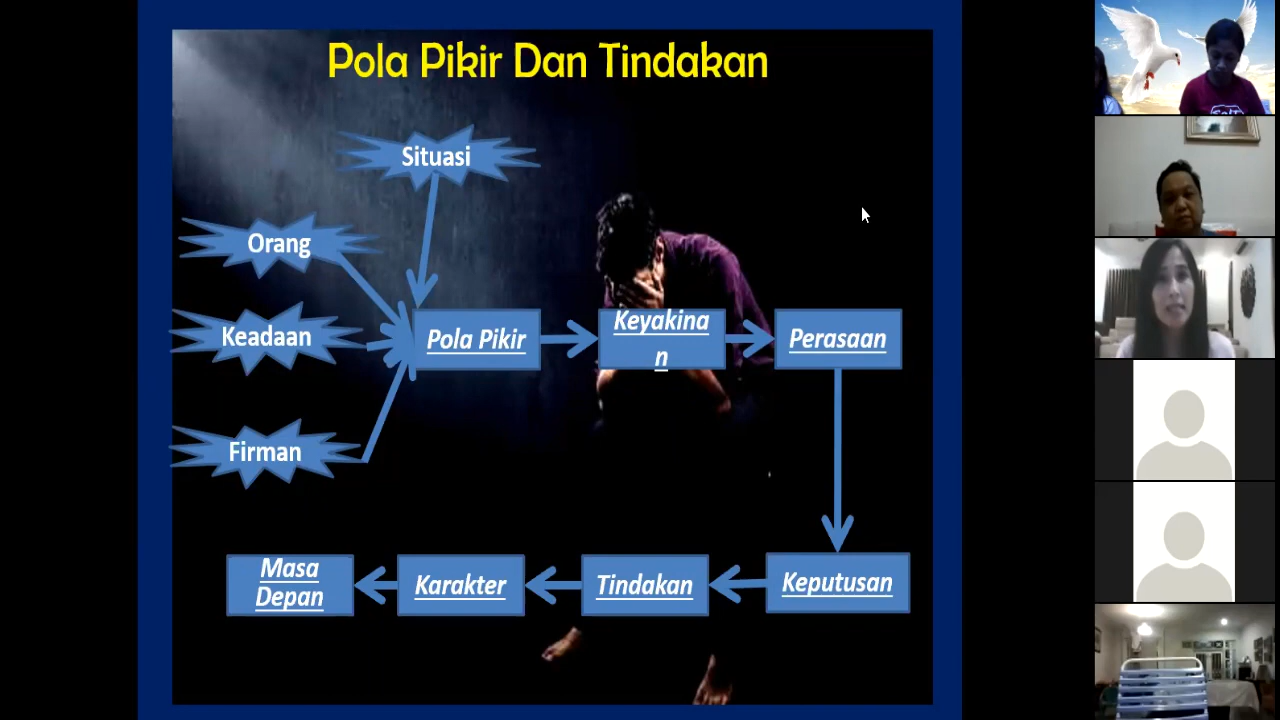 Pola Pikir Dan Tindakan
Situasi
Orang
Keadaan
Firman
Pola Pikir
Keyakina
n
Perasaan
Keputusan
Tindakan
Karakter
Masa
Depan